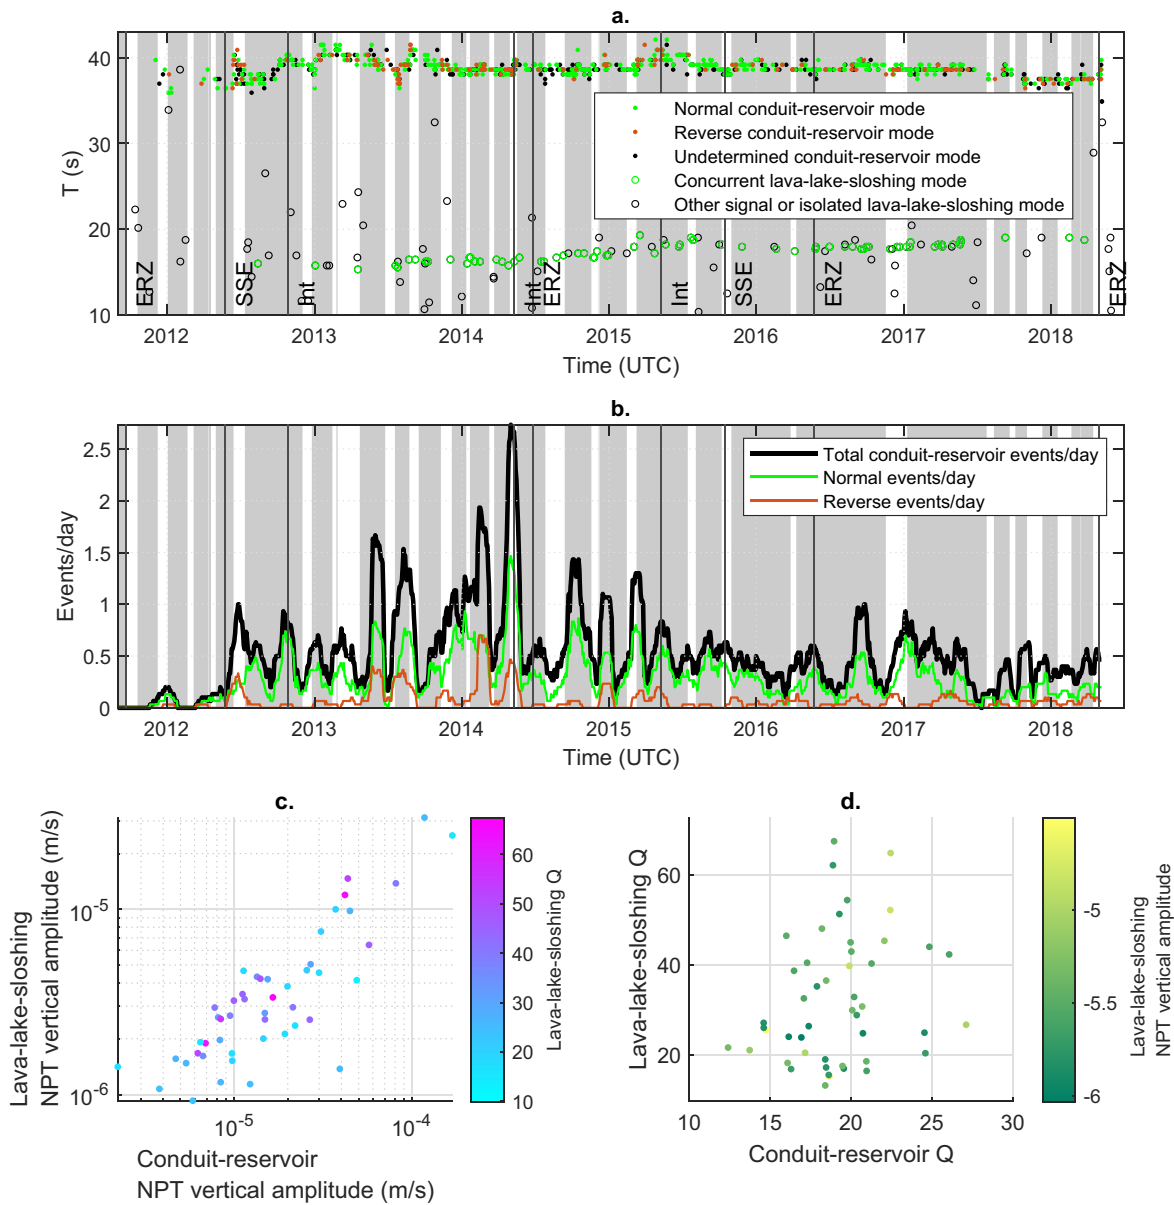 a.
T (s)
40
30
20
10
Normal conduit-reservoir mode
Reverse conduit-reservoir mode
Undetermined conduit-reservoir mode
Concurrent lava-lake-sloshing mode
Other signal or isolated lava-lake-sloshing mode
ERZ
SSE
Int
Int
ERZ
Int
SSE
ERZ
ERZ
2012 2013 2014 2015 2016 2017 2018
Time (UTC)
b.
Events/day
2.5
2
1.5
1
0.5
0
Total conduit-reservoir events/day
Normal events/day
Reverse events/day
2012 2013 2014 2015 2016 2017 2018
Time (UTC)
c.
Lava-lake-sloshing
NPT vertical amplitude (m/s)
10-5
10-6
10-5 10-4
Conduit-reservoir
NPT vertical amplitude (m/s)
60
50
40
30
20
10
Lava-lake-sloshing Q
d.
Lava-lake-sloshing Q
60
40
20
10 15 20 25 30
Conduit-reservoir Q
-5
-5.5
-6
Lava-lake-sloshing
NPT vertical amplitude